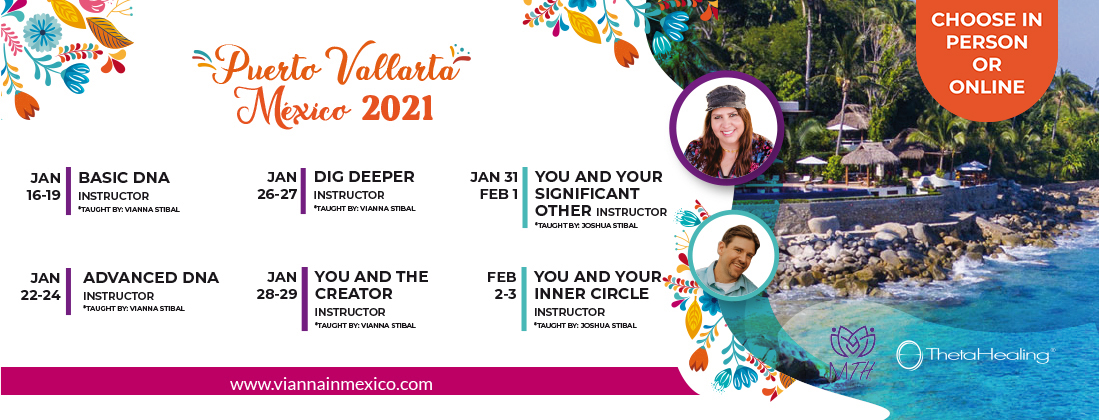 Puerto Vallarta
México 2021
CHOOSE IN
PERSON
OR
ONLINE
JAN
16-19
BASIC DNA
INSTRUCTOR
*TAUGHT BY: VIANNA STIBAL
JAN
26-27
DIG DEEPER
INSTRUCTOR
*TAUGHT BY: VIANNA STIBAL
JAN 31
FEB 1
YOU AND YOUR
SIGNIFICANT
OTHER INSTRUCTOR
*TAUGHT BY: JOSHUA STIBAL
JAN
22-24
ADVANCED DNA
INSTRUCTOR
*TAUGHT BY: VIANNA STIBAL
JAN
28-29
YOU AND THE
CREATOR
INSTRUCTOR
*TAUGHT BY: VIANNA STIBAL
FEB
2-3
YOU AND YOUR
INNER CIRCLE
INSTRUCTOR
*TAUGHT BY: JOSHUA STIBAL
MTH
ThetaHealing®
www.viannainmexico.com